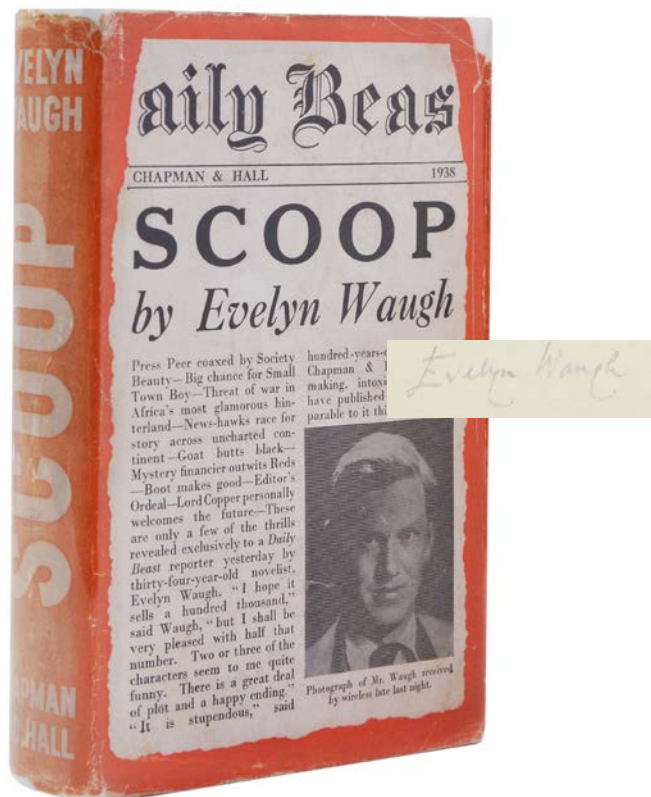 EVELYN
WAUGH
SCOOP
CHAPMAN
& HALL
aily Beas
CHAPMAN & HALL 1938
SCOOP
by Evelyn Waugh
Press Peer coaxed by Society
Beauty—Big chance for Small
Town Boy—Threat of war in
Africa's most glamorous hin-
terland—News-hawks race for
story across uncharted con-
tinent—Goat butts black—
Mystery financier outwits Reds
—Boot makes good—Editor's
Ordeal—Lord Copper personally
welcomes the future—These
are only a few of the thrills
revealed exclusively to a Daily
Beast reporter yesterday by
thirty-four-year-old novelist,
Evelyn Waugh. "I hope it
sells a hundred thousand,"
said Waugh, "but I shall be
very pleased with half that
number. Two or three of the
characters seem to me quite
funny. There is a great deal
of plot and a happy ending."
"It is stupendous," said
hundred-years-
Chapman &
making. intoxi
have published
parable to it thi
Photograph of Mr. Waugh received
by wireless late last night.
Evelyn Waugh